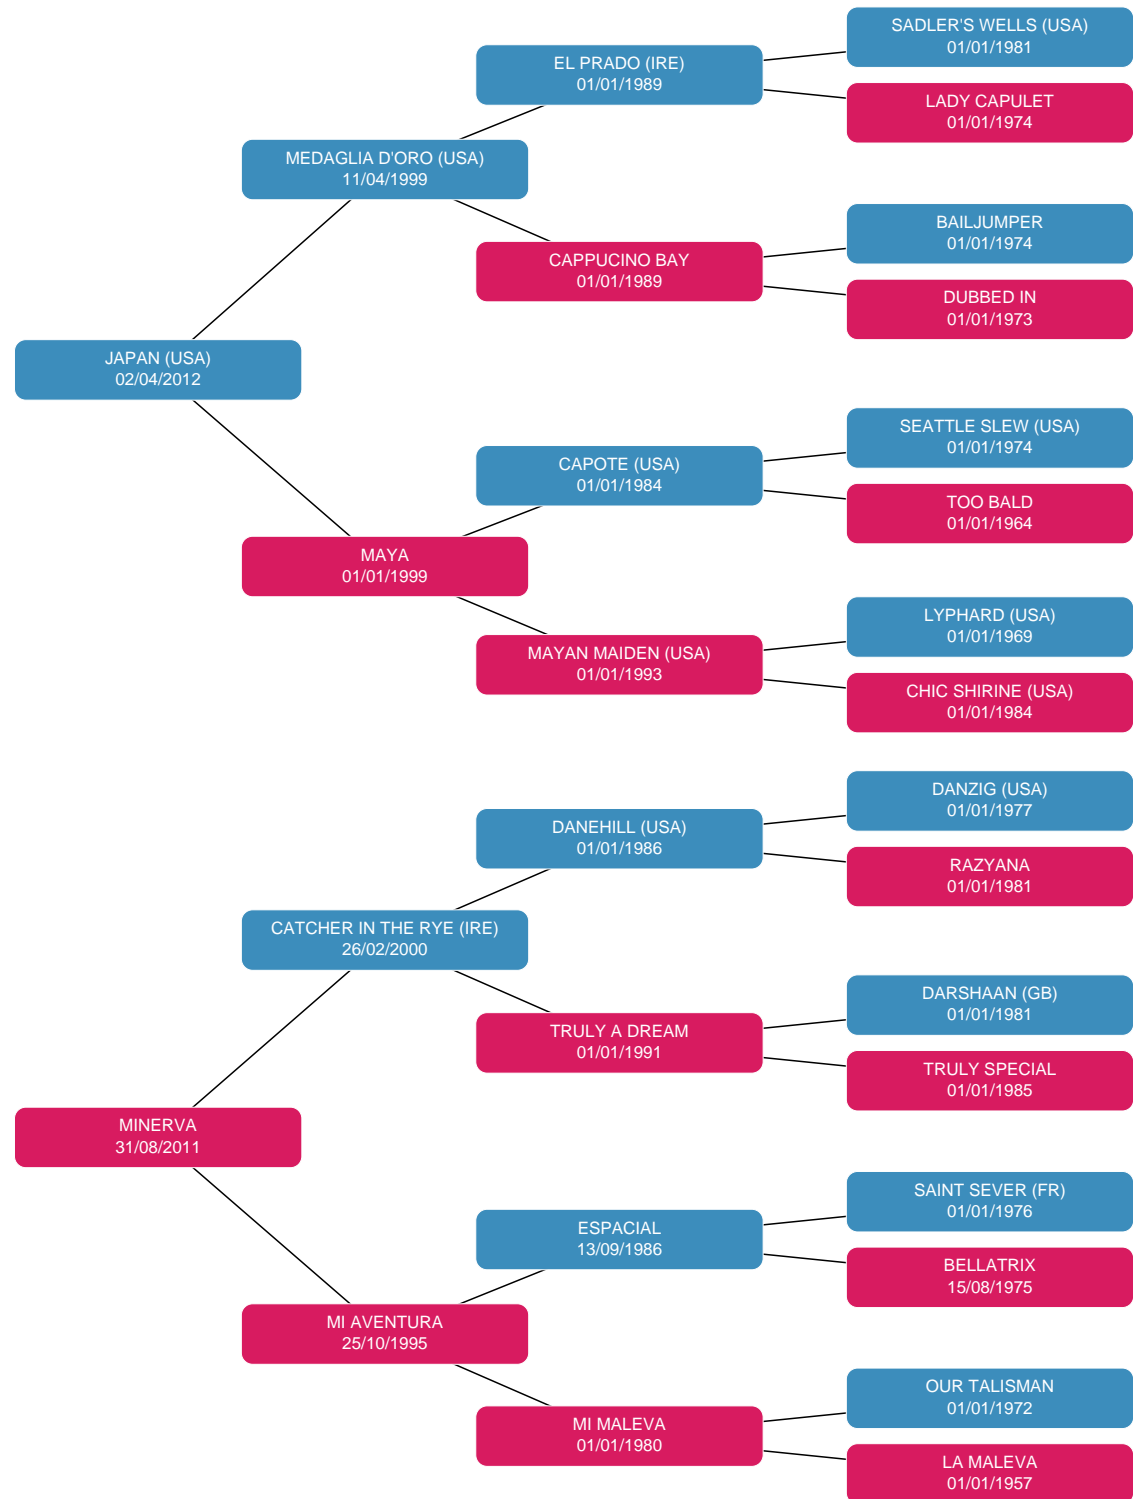 SADLER'S WELLS (USA)
01/01/1981
EL PRADO (IRE)
01/01/1989
LADY CAPULET
01/01/1974
MEDAGLIA D'ORO (USA)
11/04/1999
BAILJUMPER
01/01/1974
CAPPUCINO BAY
01/01/1989
DUBBED IN
01/01/1973
JAPAN (USA)
02/04/2012
SEATTLE SLEW (USA)
01/01/1974
CAPOTE (USA)
01/01/1984
TOO BALD
01/01/1964
MAYA
01/01/1999
LYPHARD (USA)
01/01/1969
MAYAN MAIDEN (USA)
01/01/1993
CHIC SHIRINE (USA)
01/01/1984
DANZIG (USA)
01/01/1977
DANEHILL (USA)
01/01/1986
RAZYANA
01/01/1981
CATCHER IN THE RYE (IRE)
26/02/2000
DARSHAAN (GB)
01/01/1981
TRULY A DREAM
01/01/1991
TRULY SPECIAL
01/01/1985
MINERVA
31/08/2011
SAINT SEVER (FR)
01/01/1976
ESPACIAL
13/09/1986
BELLATRIX
15/08/1975
MI AVENTURA
25/10/1995
OUR TALISMAN
01/01/1972
MI MALEVA
01/01/1980
LA MALEVA
01/01/1957